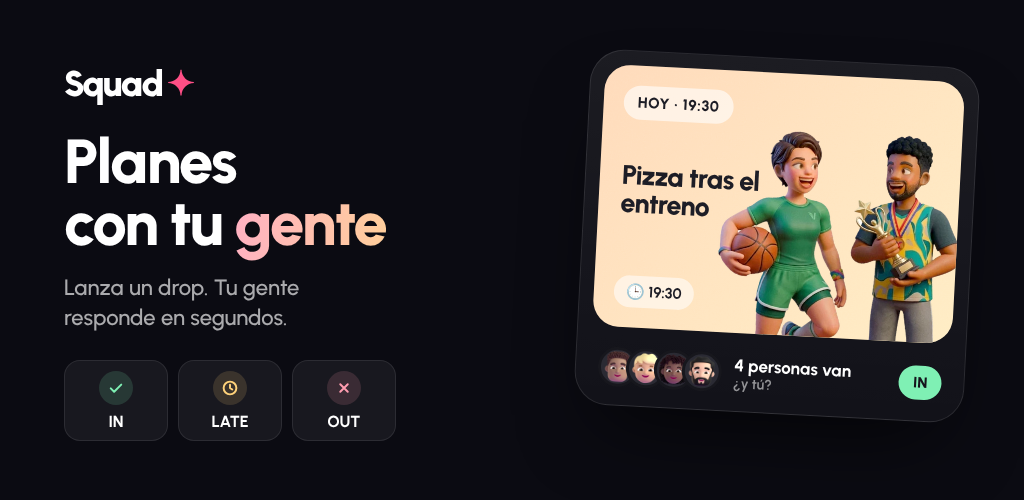 Squad
Planes
con tu gente
Lanza un drop. Tu gente
responde en segundos.
IN
LATE
OUT
HOY · 19:30
Pizza tras el
entreno
19:30
4 personas van
¿y tú?
IN